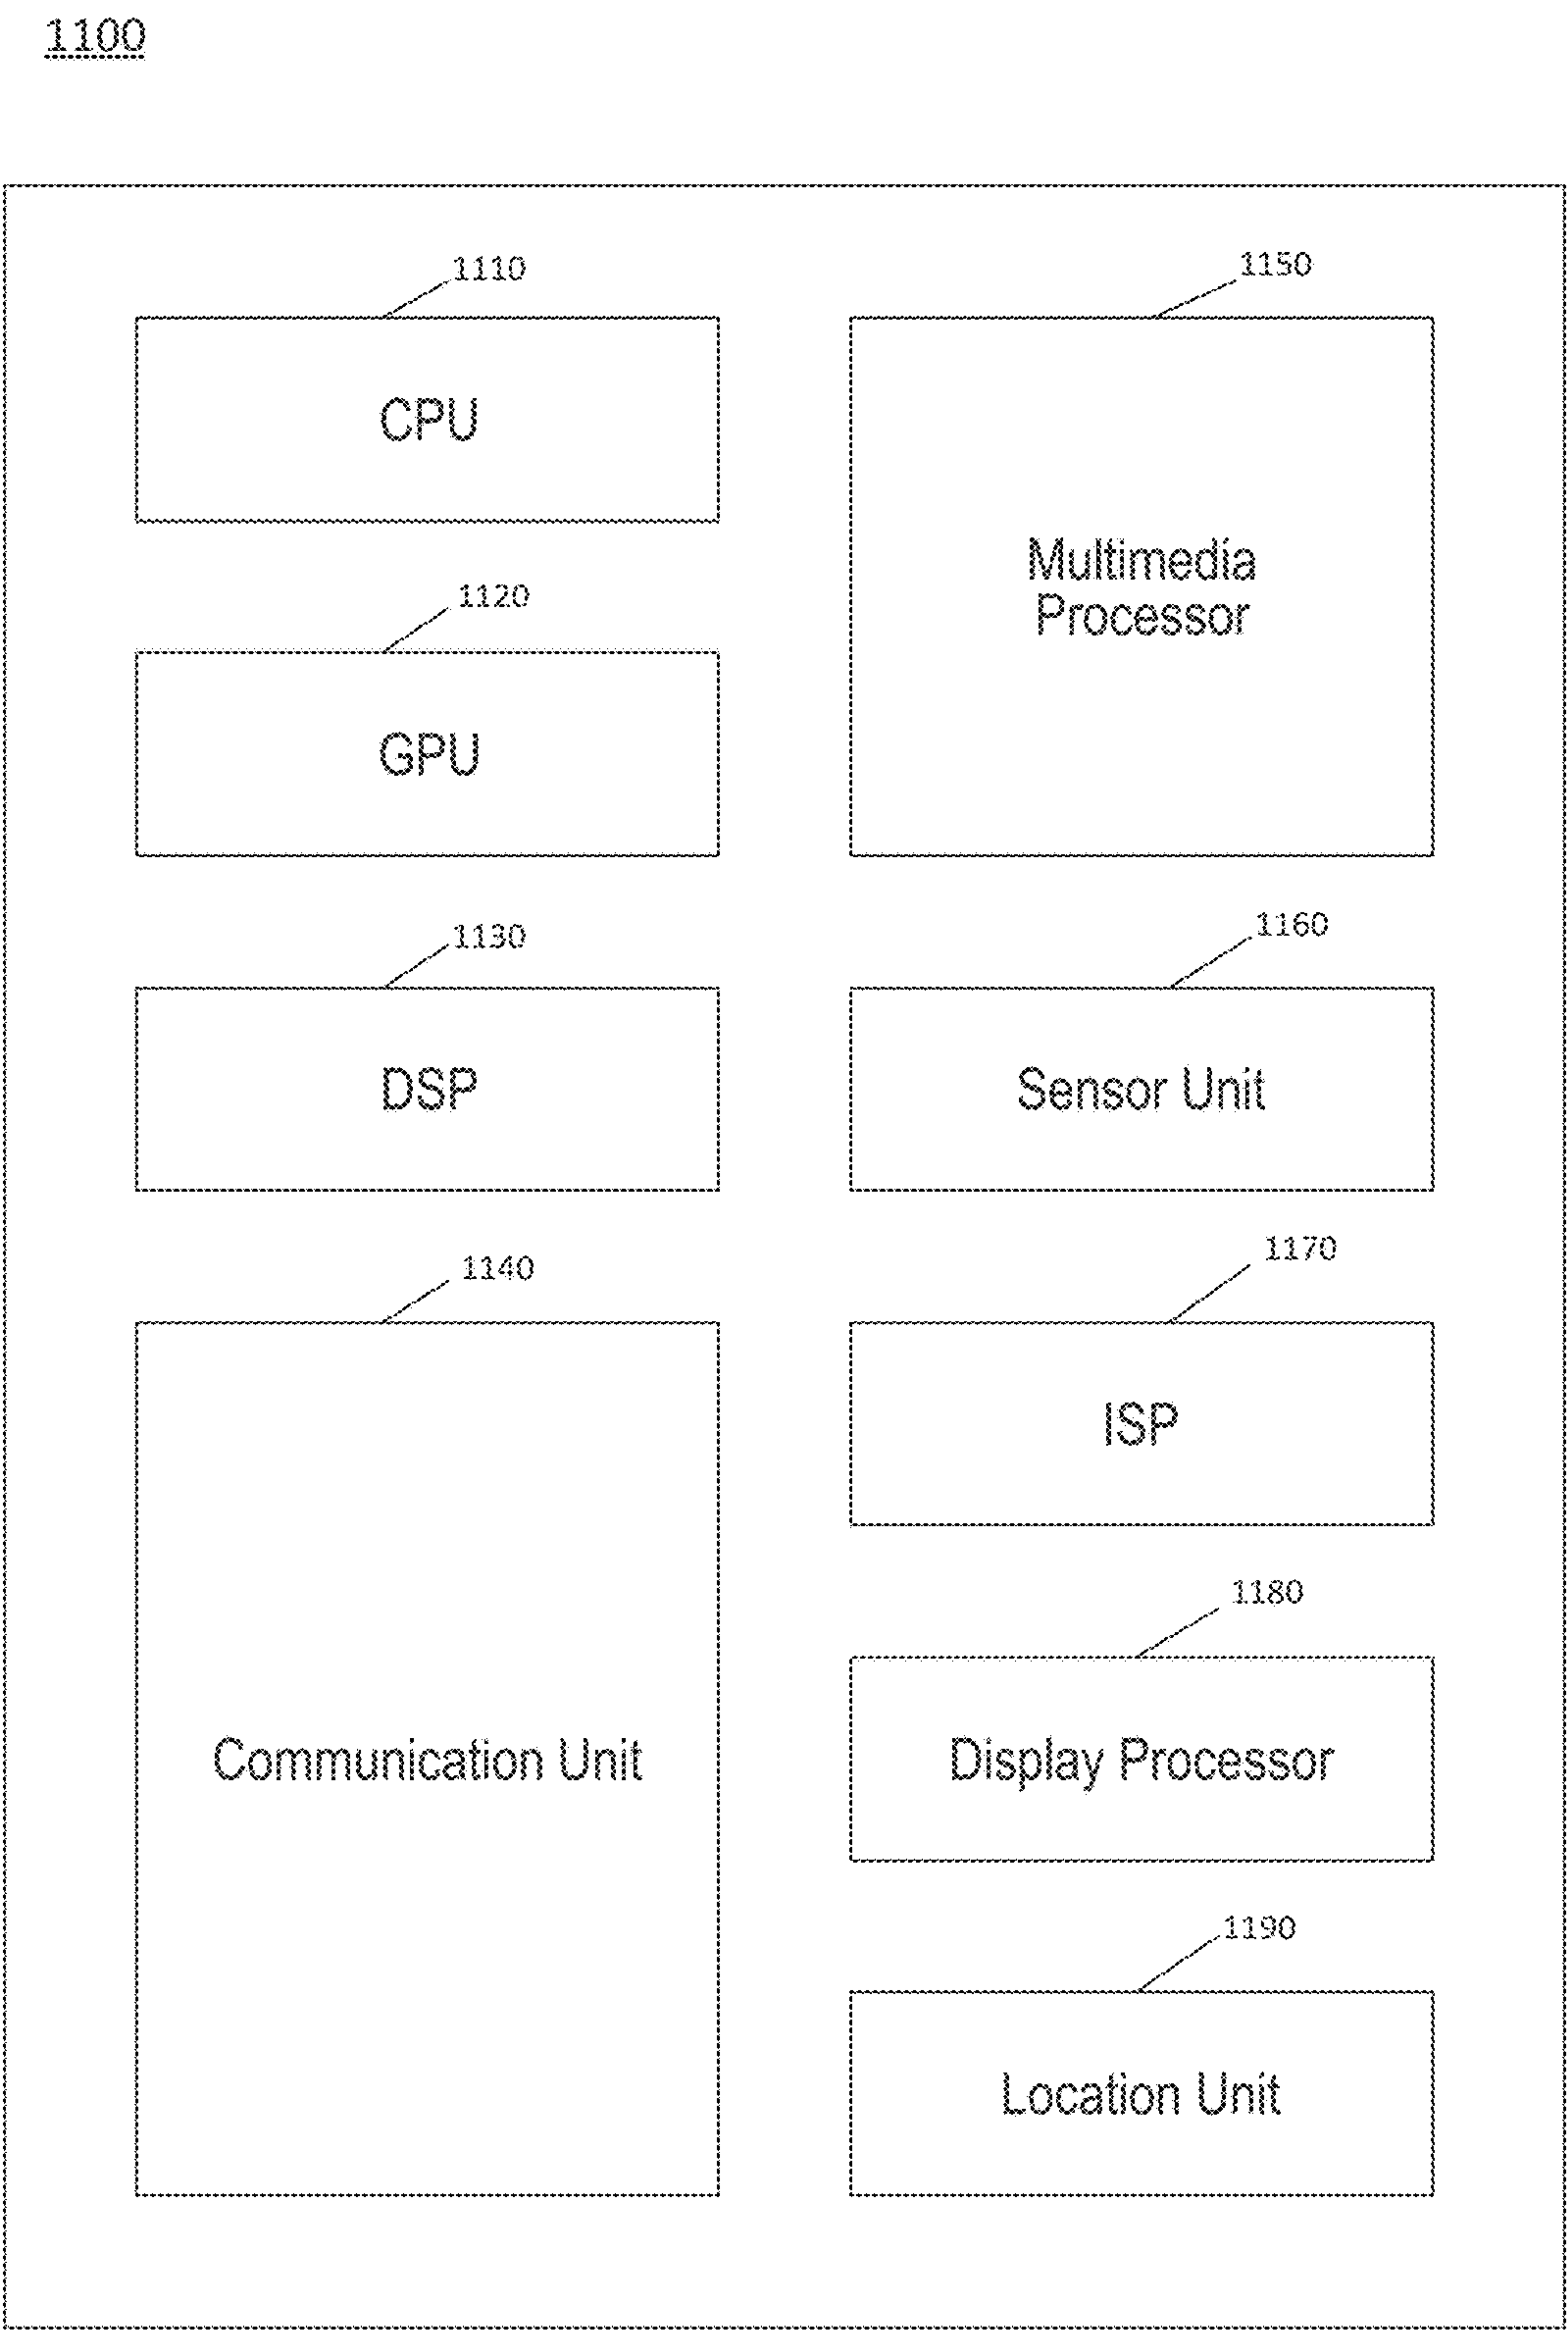 1100
1110
CPU
1120
GPU
1130
DSP
1140
Communication Unit
1150
Multimedia
Processor
1160
Sensor Unit
1170
ISP
1180
Display Processor
1190
Location Unit